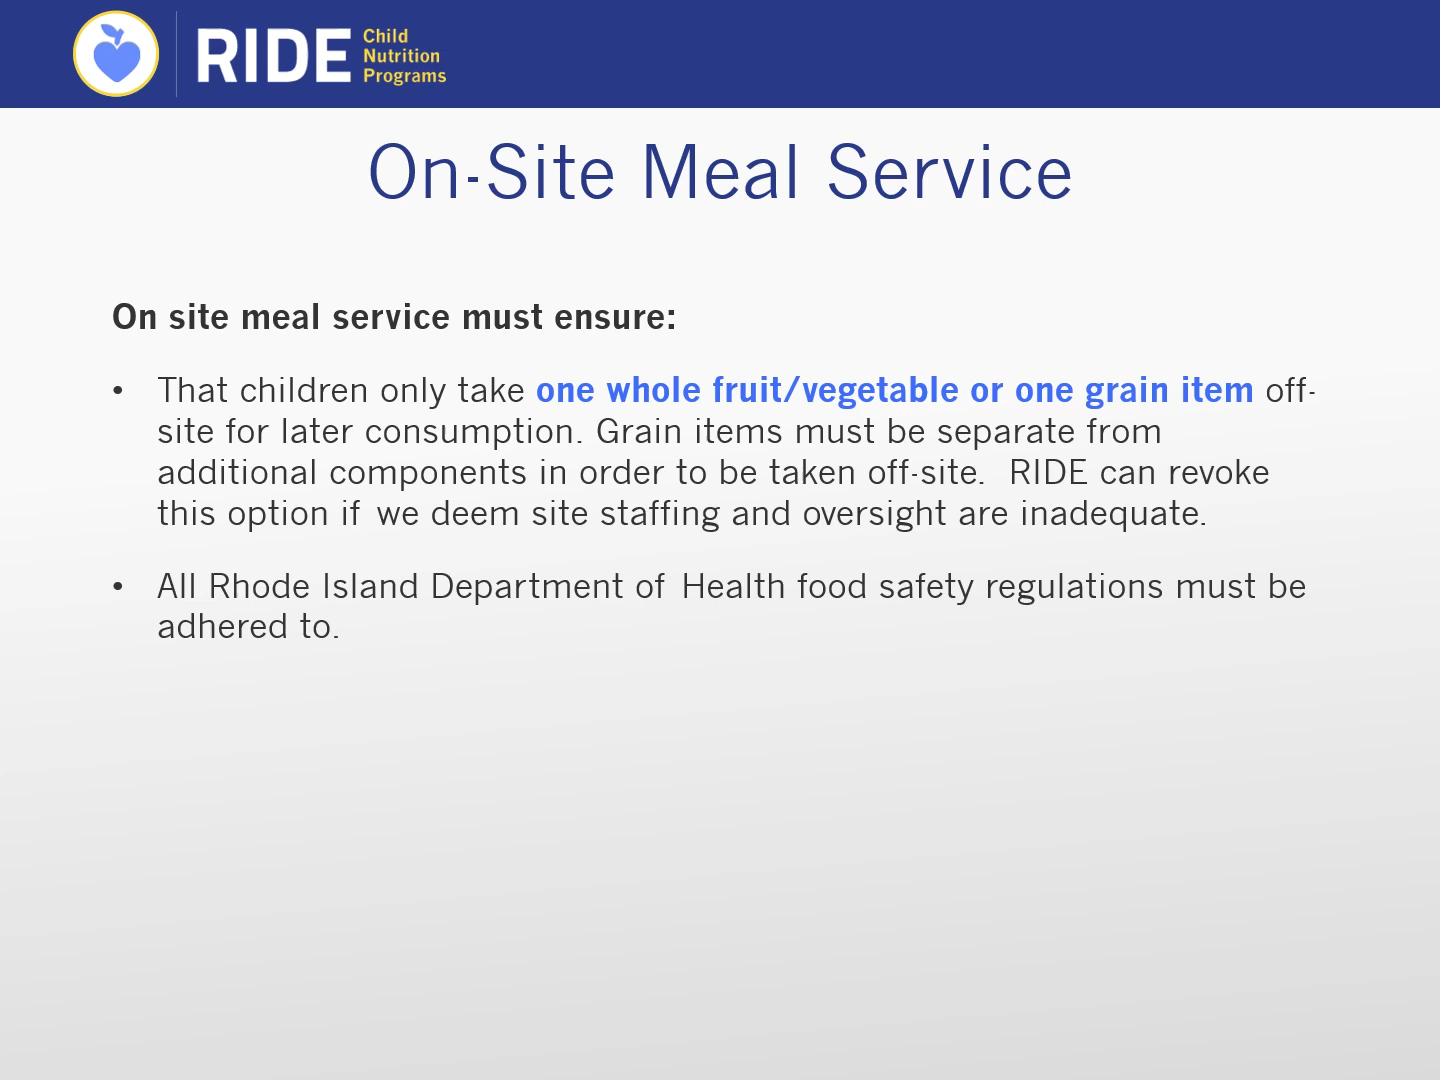 RIDE Child
Nutrition
Programs
On-Site Meal Service
On site meal service must ensure:
• That children only take one whole fruit/vegetable or one grain item off-
site for later consumption. Grain items must be separate from
additional components in order to be taken off-site. RIDE can revoke
this option if we deem site staffing and oversight are inadequate.
• All Rhode Island Department of Health food safety regulations must be
adhered to.